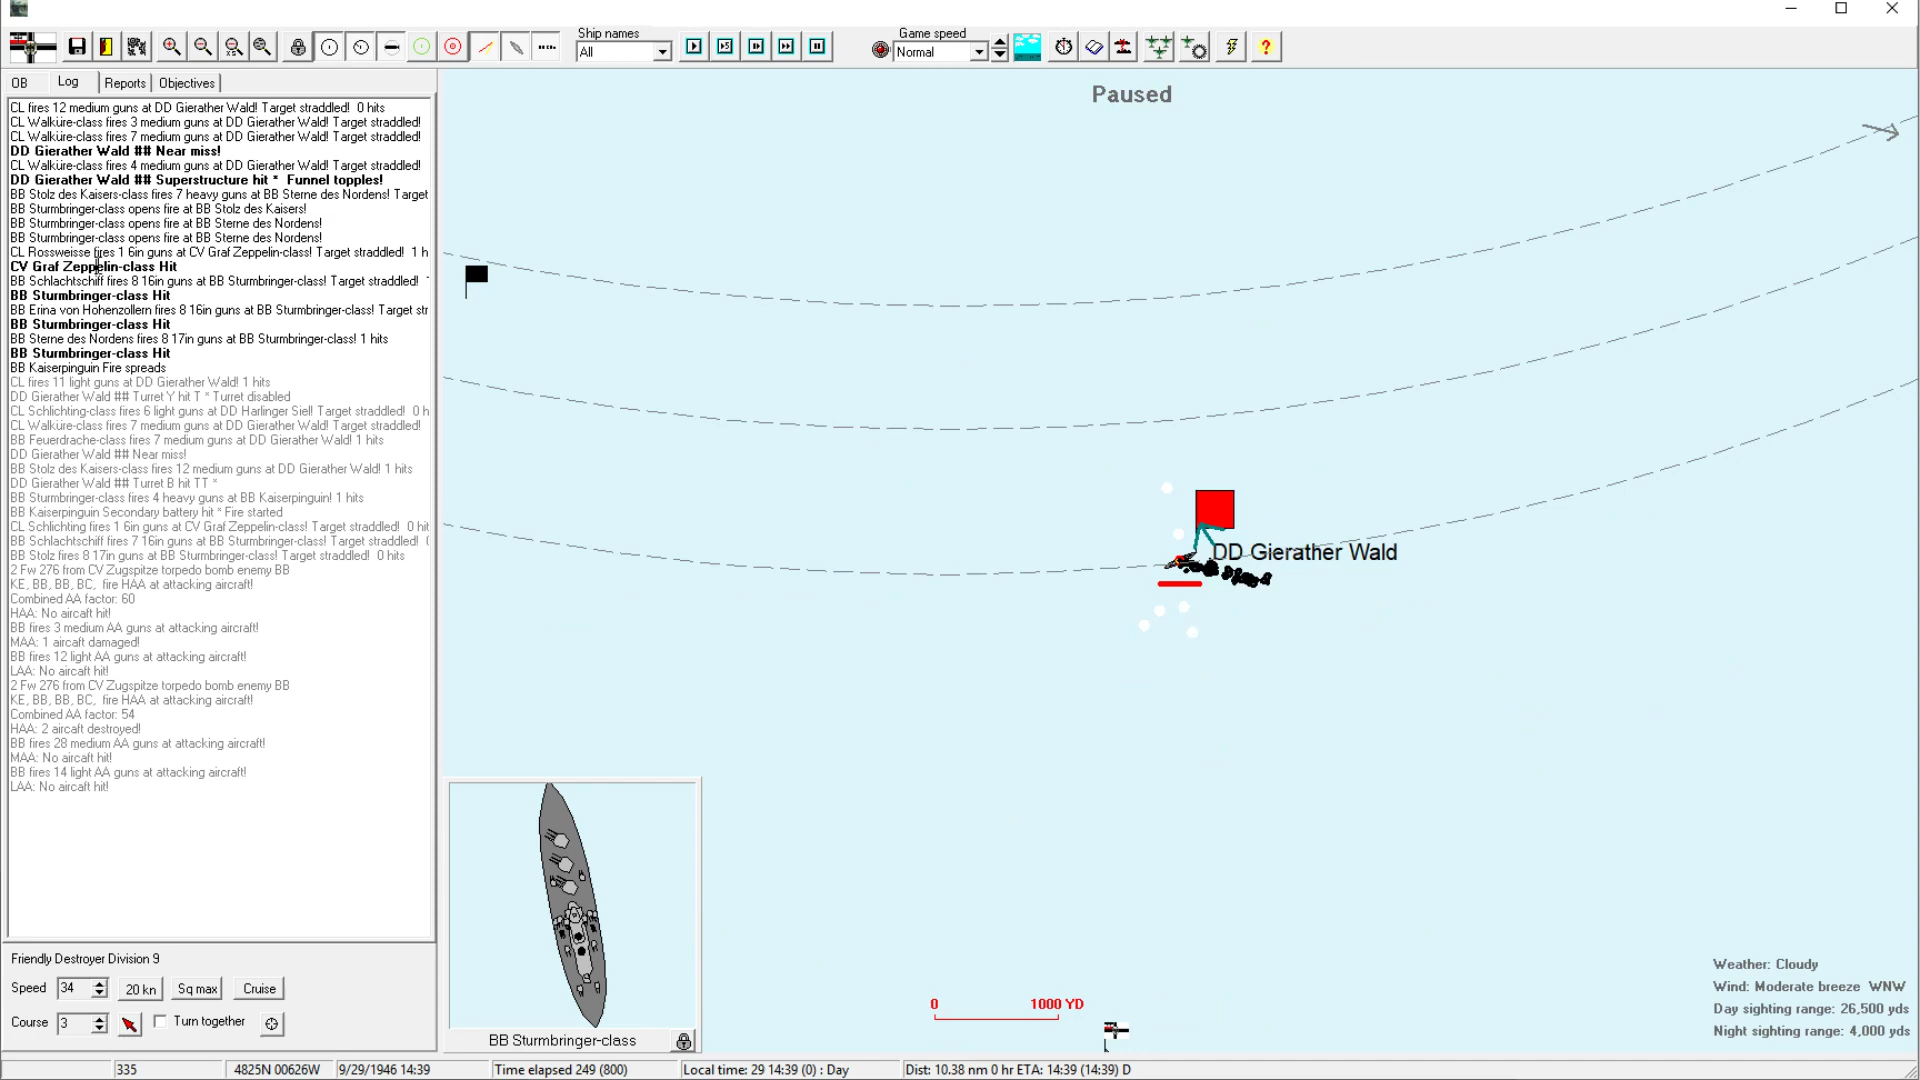 Ship names
All
Game speed
Normal
OB Log Reports Objectives
CL fires 12 medium guns at DD Gierather Wald! Target straddled!  0 hits
CL Walküre-class fires 3 medium guns at DD Gierather Wald! Target straddled!
CL Walküre-class fires 7 medium guns at DD Gierather Wald! Target straddled!
DD Gierather Wald ## Near miss!
CL Walküre-class fires 4 medium guns at DD Gierather Wald! Target straddled!
DD Gierather Wald ## Superstructure hit *  Funnel topples!
BB Stolz des Kaisers-class fires 7 heavy guns at BB Sterne des Nordens! Target
BB Sturmbringer-class opens fire at BB Stolz des Kaisers!
BB Sturmbringer-class opens fire at BB Sterne des Nordens!
BB Sturmbringer-class opens fire at BB Sterne des Nordens!
CL Rossweisse fires 1 6in guns at CV Graf Zeppelin-class! Target straddled!  1 h
CV Graf Zeppelin-class Hit
BB Schlachtschiff fires 8 16in guns at BB Sturmbringer-class! Target straddled!
BB Sturmbringer-class Hit
BB Erina von Hohenzollern fires 8 16in guns at BB Sturmbringer-class! Target str
BB Sturmbringer-class Hit
BB Sterne des Nordens fires 8 17in guns at BB Sturmbringer-class! 1 hits
BB Sturmbringer-class Hit
BB Kaiserpinguin Fire spreads
CL fires 11 light guns at DD Gierather Wald! 1 hits
DD Gierather Wald ## Turret Y hit T * Turret disabled
CL Schlichting-class fires 6 light guns at DD Harlinger Siel! Target straddled!  0 h
CL Walküre-class fires 7 medium guns at DD Gierather Wald! Target straddled!
BB Feuerdrache-class fires 7 medium guns at DD Gierather Wald! 1 hits
DD Gierather Wald ## Near miss!
BB Stolz des Kaisers-class fires 12 medium guns at DD Gierather Wald! 1 hits
DD Gierather Wald ## Turret B hit TT *
BB Sturmbringer-class fires 4 heavy guns at BB Kaiserpinguin! 1 hits
BB Kaiserpinguin Secondary battery hit * Fire started
CL Schlichting fires 1 6in guns at CV Graf Zeppelin-class! Target straddled!  0 hit
BB Schlachtschiff fires 7 16in guns at BB Sturmbringer-class! Target straddled!
BB Stolz fires 8 17in guns at BB Sturmbringer-class! Target straddled!  0 hits
2 Fw 276 from CV Zugspitze torpedo bomb enemy BB
KE, BB, BB, BC,  fire HAA at attacking aircraft!
Combined AA factor: 60
HAA: No aircaft hit!
BB fires 3 medium AA guns at attacking aircraft!
MAA: 1 aircaft damaged!
BB fires 12 light AA guns at attacking aircraft!
LAA: No aircaft hit!
2 Fw 276 from CV Zugspitze torpedo bomb enemy BB
KE, BB, BB, BC,  fire HAA at attacking aircraft!
Combined AA factor: 54
HAA: 2 aircaft destroyed!
BB fires 28 medium AA guns at attacking aircraft!
MAA: No aircaft hit!
BB fires 14 light AA guns at attacking aircraft!
LAA: No aircaft hit!
Paused
DD Gierather Wald
Friendly Destroyer Division 9
Speed 34 20 kn Sq max Cruise
Course 3 Turn together
BB Sturmbringer-class
0 1000 YD
Weather: Cloudy
Wind: Moderate breeze  WNW
Day sighting range: 26,500 yds
Night sighting range: 4,000 yds
335 4825N 00626W 9/29/1946 14:39 Time elapsed 249 (800) Local time: 29 14:39 (0) : Day Dist: 10.38 nm 0 hr ETA: 14:39 (14:39) D